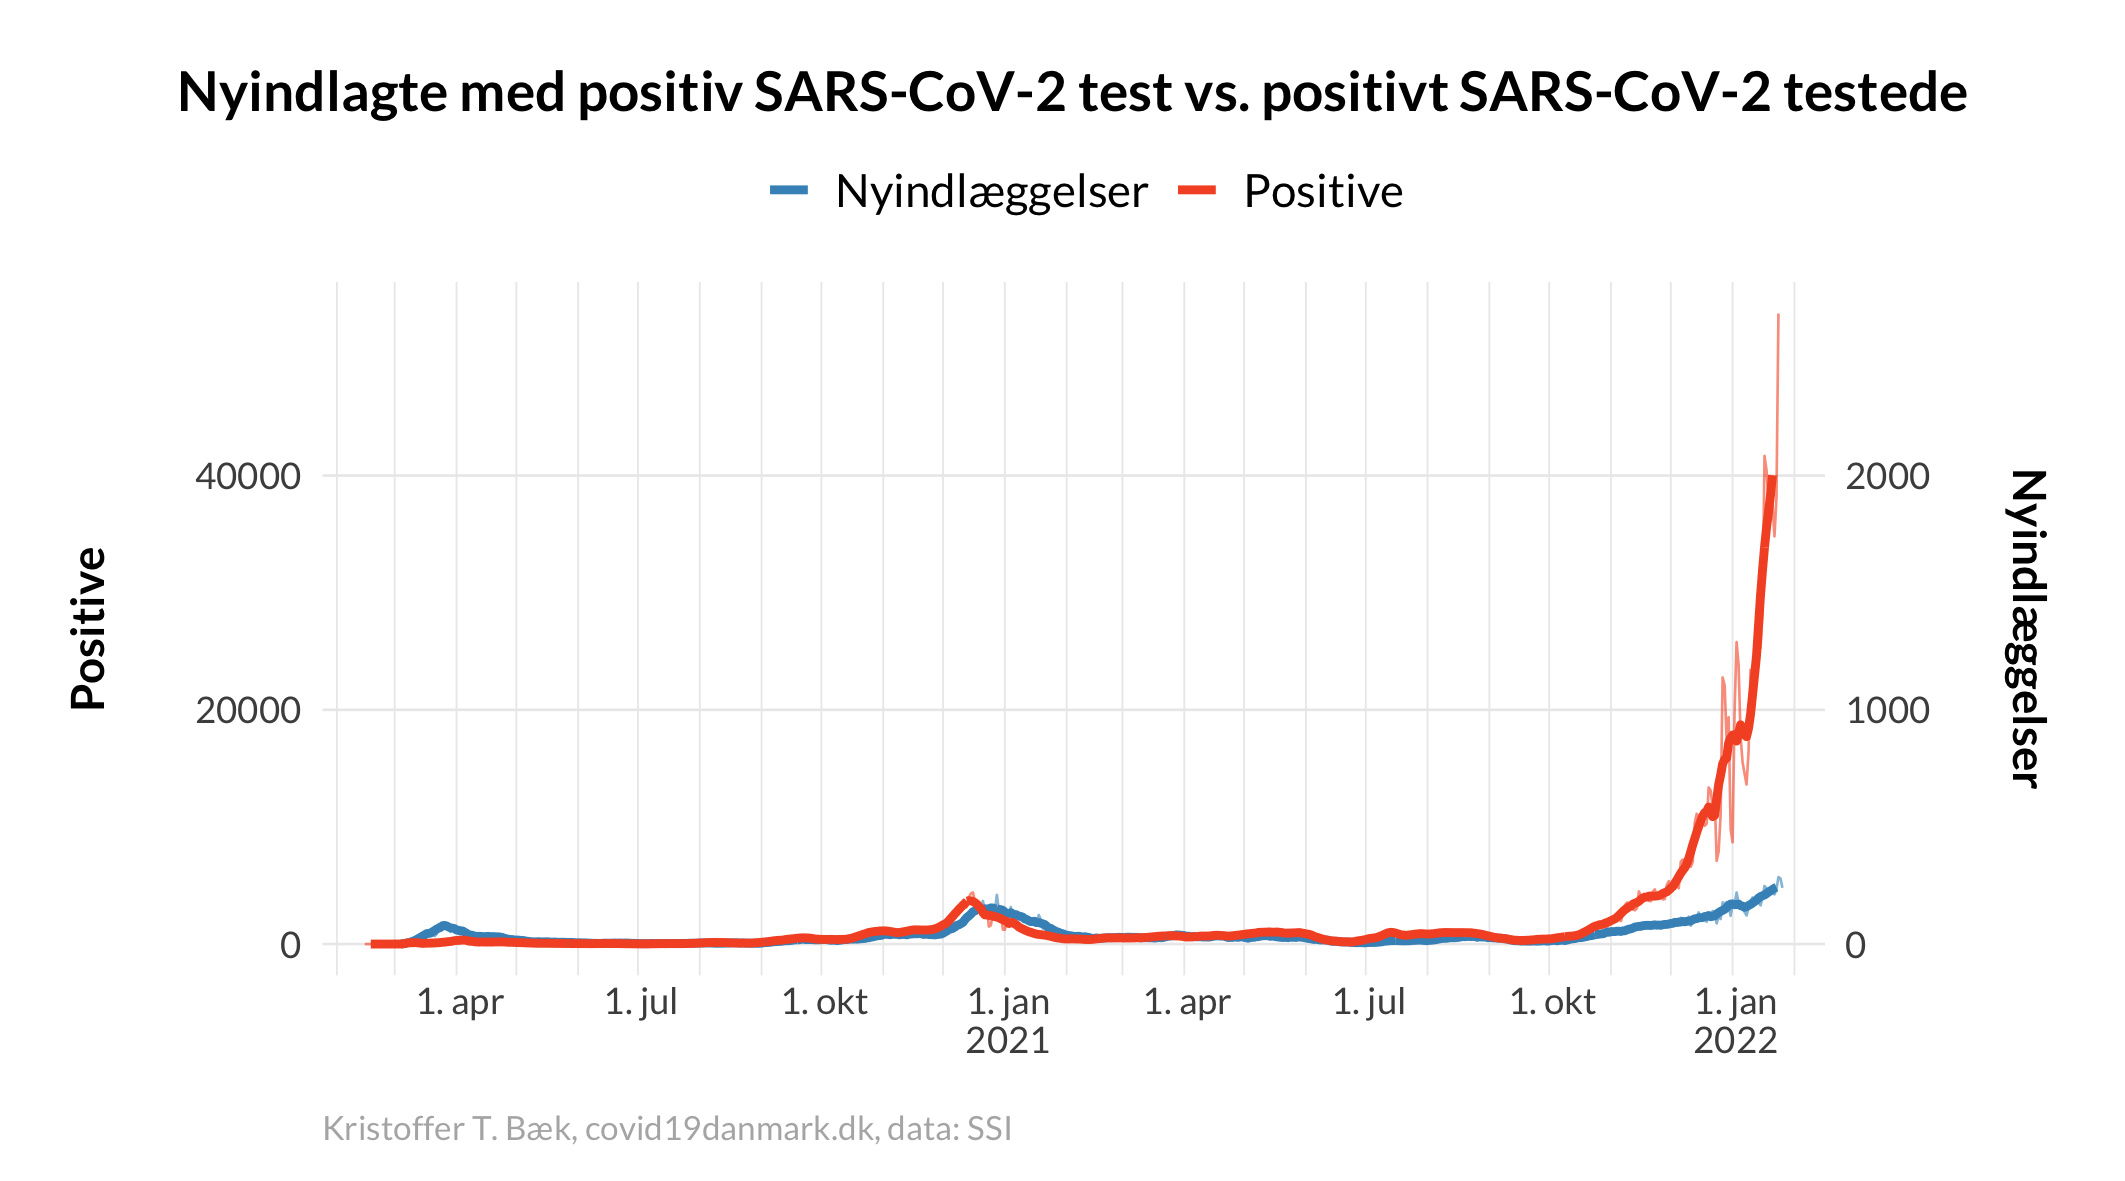 Nyindlagte med positiv SARS-CoV-2 test vs. positivt SARS-CoV-2 testede
Nyindlæggelser Positive
Positive
40000
20000
0
2000
1000
0
Nyindlæggelser
1. apr 1. jul 1. okt 1. jan 1. apr 1. jul 1. okt 1. jan
2021 2022
Kristoffer T. Bæk, covid19danmark.dk, data: SSI